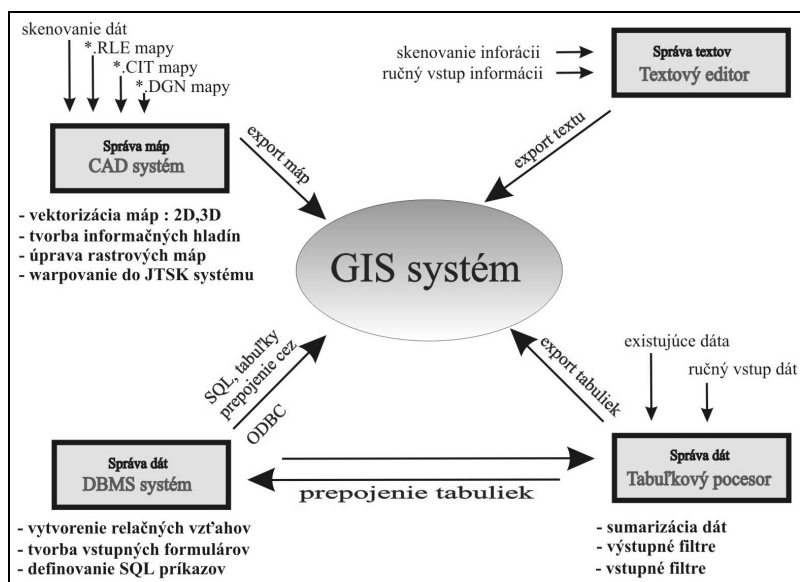 skenovanie dát
*.RLE mapy
*.CIT mapy
*.DGN mapy
Správa máp
CAD systém
- vektorizácia máp : 2D,3D
- tvorba informačných hladín
- úprava rastrových máp
- warpovanie do JTSK systému
export máp
skenovanie inforácii
ručný vstup informácii
Správa textov
Textový editor
export textu
GIS systém
SQL, tabuľky
prepojenie cez
ODBC
export tabuliek
existujúce dáta
ručný vstup dát
Správa dát
DBMS systém
- vytvorenie relačných vzťahov
- tvorba vstupných formulárov
- definovanie SQL príkazov
prepojenie tabuliek
Správa dát
Tabuľkový pocesor
- sumarizácia dát
- výstupné filtre
- vstupné filtre